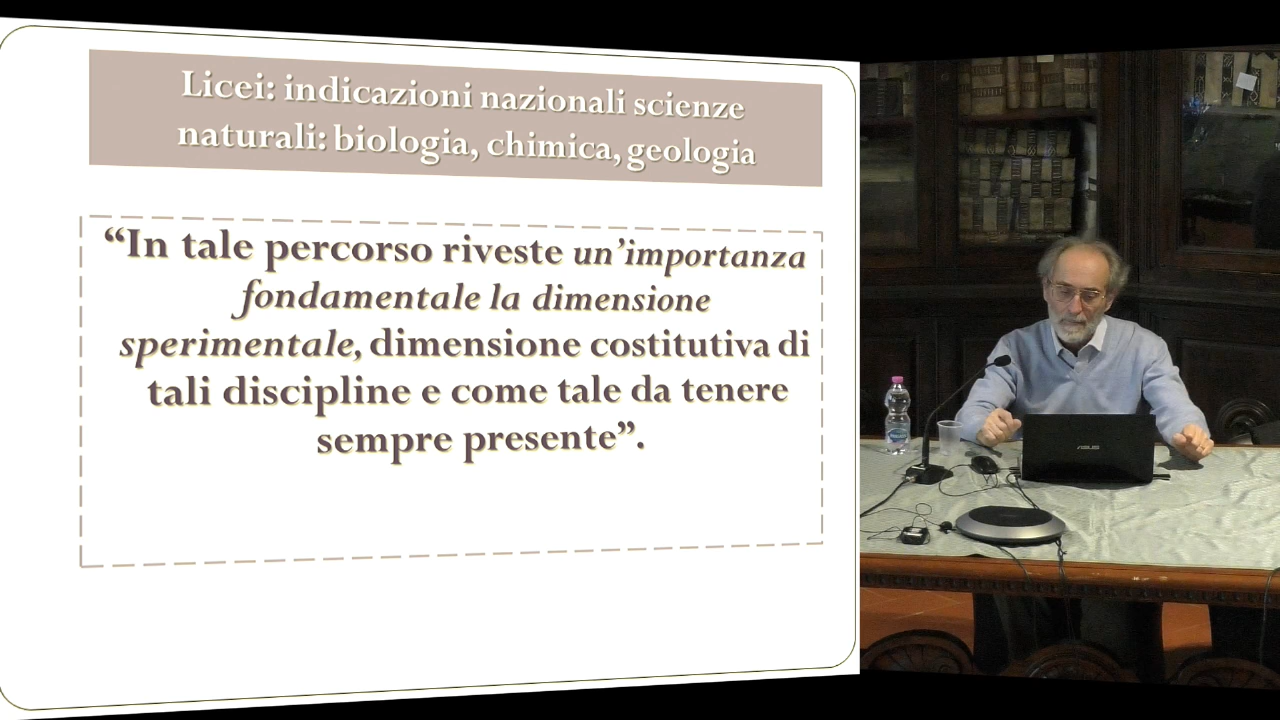 Licei: indicazioni nazionali scienze
naturali: biologia, chimica, geologia
“In tale percorso riveste un’importanza
fondamentale la dimensione
sperimentale, dimensione costitutiva di
tali discipline e come tale da tenere
sempre presente”.
ASUS